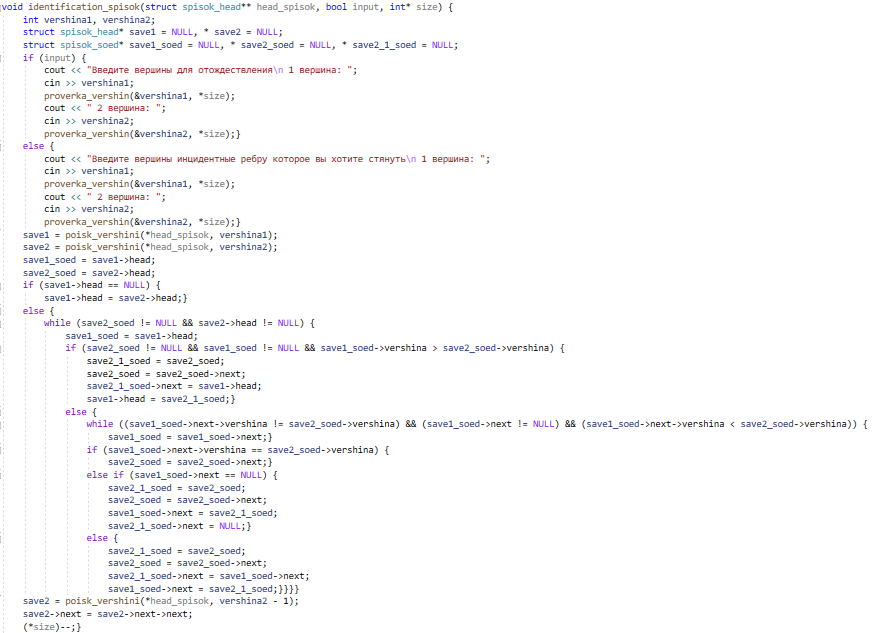 void identification_spisok(struct spisok_head** head_spisok, bool input, int* size) {
    int vershina1, vershina2;
    struct spisok_head* save1 = NULL, * save2 = NULL;
    struct spisok_soed* save1_soed = NULL, * save2_soed = NULL, * save2_1_soed = NULL;
    if (input) {
        cout << "Введите вершины для отождествления\n 1 вершина: ";
        cin >> vershina1;
        proverka_vershin(&vershina1, *size);
        cout << " 2 вершина: ";
        cin >> vershina2;
        proverka_vershin(&vershina2, *size);}
    else {
        cout << "Введите вершины инцидентные ребру которое вы хотите стянуть\n 1 вершина: ";
        cin >> vershina1;
        proverka_vershin(&vershina1, *size);
        cout << " 2 вершина: ";
        cin >> vershina2;
        proverka_vershin(&vershina2, *size);}
    save1 = poisk_vershini(*head_spisok, vershina1);
    save2 = poisk_vershini(*head_spisok, vershina2);
    save1_soed = save1->head;
    save2_soed = save2->head;
    if (save1->head == NULL) {
        save1->head = save2->head;}
    else {
        while (save2_soed != NULL && save2->head != NULL) {
            save1_soed = save1->head;
            if (save2_soed != NULL && save1_soed != NULL && save1_soed->vershina > save2_soed->vershina) {
                save2_1_soed = save2_soed;
                save2_soed = save2_soed->next;
                save2_1_soed->next = save1->head;
                save1->head = save2_1_soed;}
            else {
                while ((save1_soed->next->vershina != save2_soed->vershina) && (save1_soed->next != NULL) && (save1_soed->next->vershina < save2_soed->vershina)) {
                    save1_soed = save1_soed->next;}
                if (save1_soed->next->vershina == save2_soed->vershina) {
                    save2_soed = save2_soed->next;}
                else if (save1_soed->next == NULL) {
                    save2_1_soed = save2_soed;
                    save2_soed = save2_soed->next;
                    save1_soed->next = save2_1_soed;
                    save2_1_soed->next = NULL;}
                else {
                    save2_1_soed = save2_soed;
                    save2_soed = save2_soed->next;
                    save2_1_soed->next = save1_soed->next;
                    save1_soed->next = save2_1_soed;}}}}
    save2 = poisk_vershini(*head_spisok, vershina2 - 1);
    save2->next = save2->next->next;
    (*size)--;}